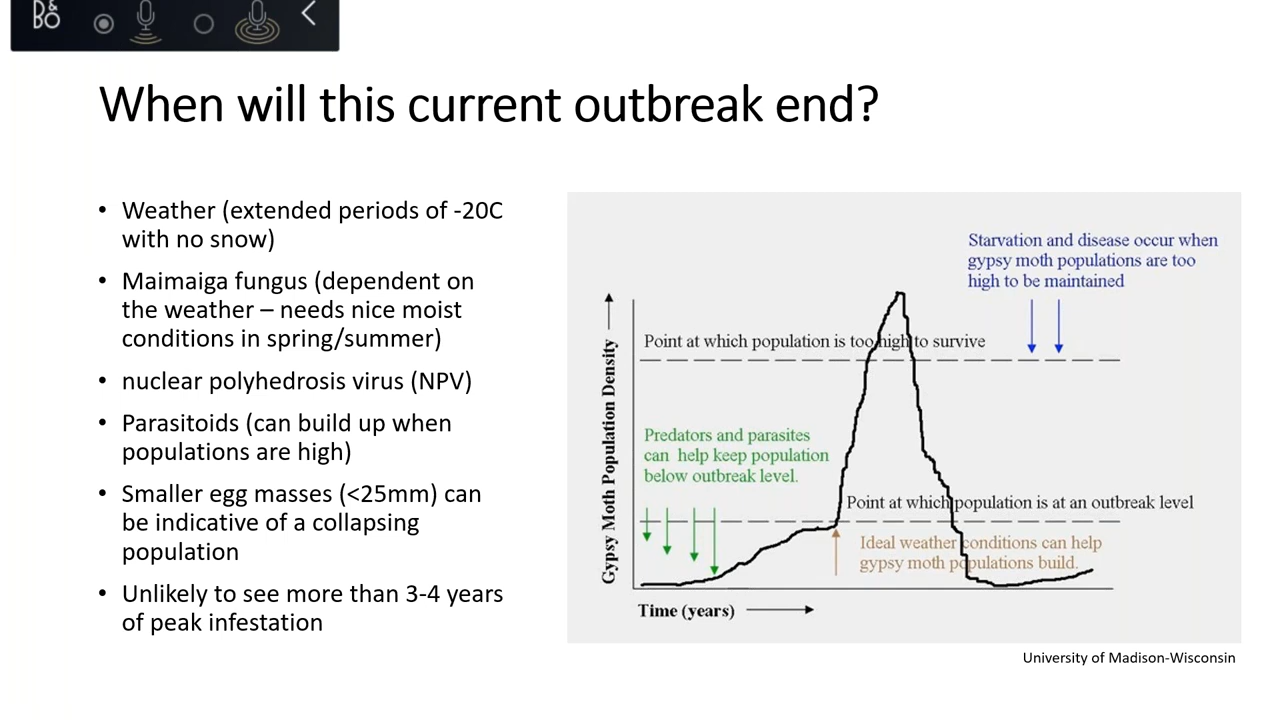 B&O
When will this current outbreak end?
• Weather (extended periods of -20C
with no snow)
• Maimaiga fungus (dependent on
the weather – needs nice moist
conditions in spring/summer)
• nuclear polyhedrosis virus (NPV)
• Parasitoids (can build up when
populations are high)
• Smaller egg masses (<25mm) can
be indicative of a collapsing
population
• Unlikely to see more than 3-4 years
of peak infestation
Starvation and disease occur when
gypsy moth populations are too
high to be maintained
Point at which population is too high to survive
Gypsy Moth Population Density
Predators and parasites
can help keep population
below outbreak level.
Point at which population is at an outbreak level
Ideal weather conditions can help
gypsy moth populations build.
Time (years)
University of Madison-Wisconsin